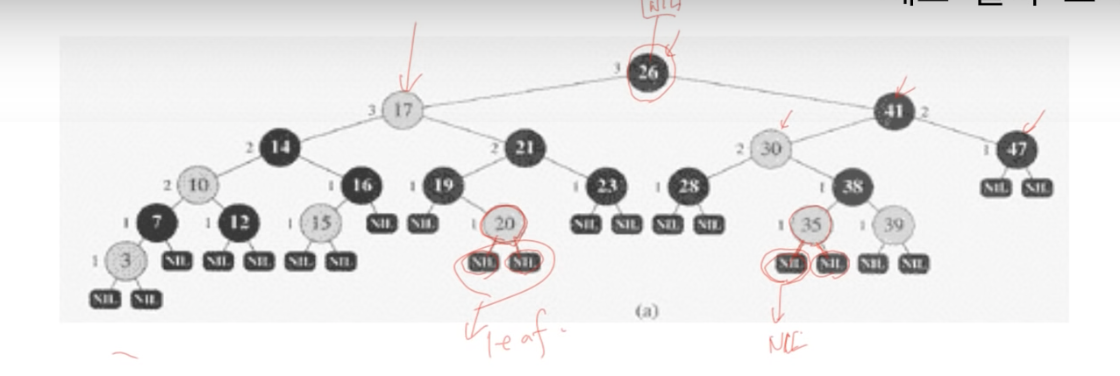 NIL
3 26
3 17 41 2
2 14 2 21 2 30 1 47
2 10 1 16 1 19 1 23 1 28 1 38 NIL NIL
1 7 1 12 1 15 NIL NIL 1 20 NIL NIL NIL NIL 1 35 1 39
1 3 NIL NIL NIL NIL NIL NIL NIL NIL NIL NIL NIL
NIL NIL
(a)
leaf
NIL